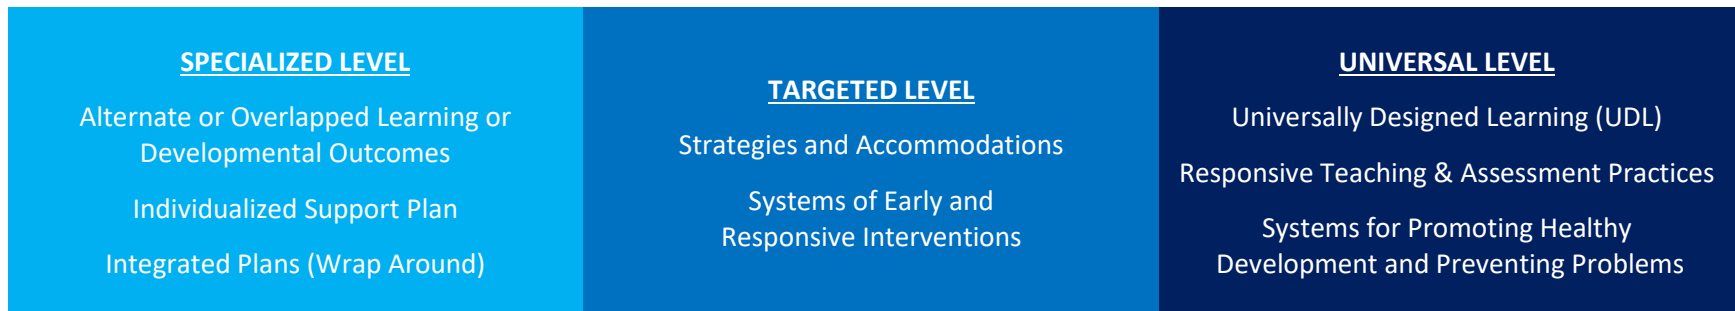 SPECIALIZED LEVEL
Alternate or Overlapped Learning or
Developmental Outcomes
Individualized Support Plan
Integrated Plans (Wrap Around)
TARGETED LEVEL
Strategies and Accommodations
Systems of Early and
Responsive Interventions
UNIVERSAL LEVEL
Universally Designed Learning (UDL)
Responsive Teaching & Assessment Practices
Systems for Promoting Healthy
Development and Preventing Problems